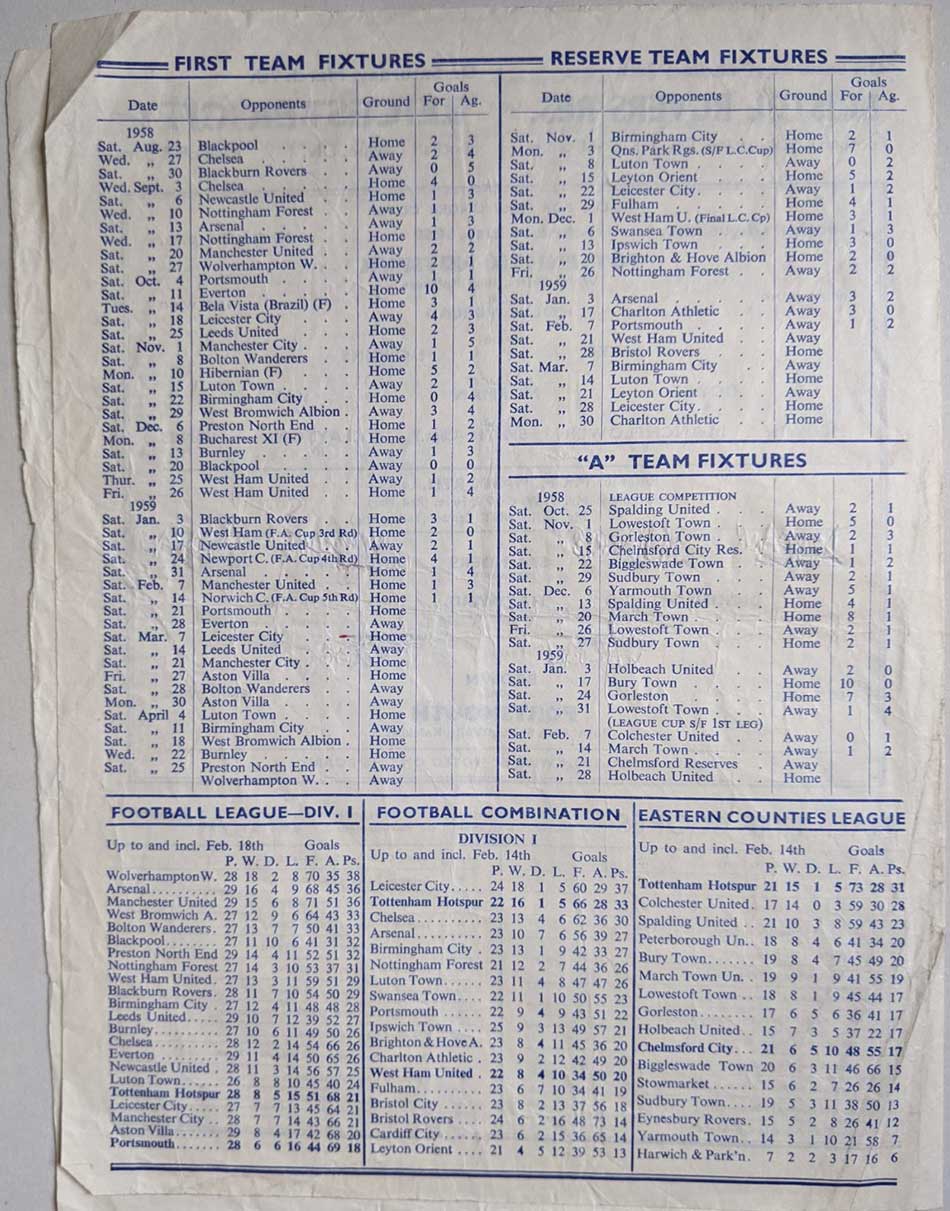 FIRST TEAM FIXTURES
Date Opponents Ground Goals For Ag.
1958
Sat. Aug. 23 Blackpool . . . . Home 2 3
Wed. „ 27 Chelsea . . . . Away 2 4
Sat. „ 30 Blackburn Rovers . . Away 0 5
Wed. Sept. 3 Chelsea . . . . Home 4 0
Sat. „ 6 Newcastle United . . Home 1 3
Wed. „ 10 Nottingham Forest . . Away 1 1
Sat. „ 13 Arsenal . . . . Away 1 3
Wed. „ 17 Nottingham Forest . . Home 1 0
Sat. „ 20 Manchester United . . Home 2 2
Sat. „ 27 Wolverhampton W. . . Home 2 1
Sat. Oct. 4 Portsmouth . . . Away 1 1
Sat. „ 11 Everton . . . . Home 10 4
Tues. „ 14 Bela Vista (Brazil) (F) . Home 3 1
Sat. „ 18 Leicester City . . . Away 4 3
Sat. „ 25 Leeds United . . . Home 2 3
Sat. Nov. 1 Manchester City . . . Away 1 5
Sat. „ 8 Bolton Wanderers . . Home 1 1
Mon. „ 10 Hibernian (F) . . . Home 5 2
Sat. „ 15 Luton Town . . . Away 2 1
Sat. „ 22 Birmingham City . . Home 0 4
Sat. „ 29 West Bromwich Albion . Away 3 4
Sat. Dec. 6 Preston North End . . Home 1 2
Mon. „ 8 Bucharest XI (F) . . Home 4 2
Sat. „ 13 Burnley . . . . Away 1 3
Sat. „ 20 Blackpool . . . . Away 0 0
Thur. „ 25 West Ham United . . Away 1 2
Fri. „ 26 West Ham United . . Home 1 4
1959
Sat. Jan. 3 Blackburn Rovers . . Home 3 1
Sat. „ 10 West Ham (F.A. Cup 3rd Rd) Home 2 0
Sat. „ 17 Newcastle United . . Away 2 1
Sat. „ 24 Newport C. (F.A. Cup 4th Rd) Home 4 1
Sat. „ 31 Arsenal . . . . Home 1 4
Sat. Feb. 7 Manchester United . . Home 1 3
Sat. „ 14 Norwich C. (F.A. Cup 5th Rd) Home 1 1
Sat. „ 21 Portsmouth . . . Home
Sat. „ 28 Everton . . . . Away
Sat. Mar. 7 Leicester City . . Home
Sat. „ 14 Leeds United . . . Away
Sat. „ 21 Manchester City . . . Home
Fri. „ 27 Aston Villa . . . Home
Sat. „ 28 Bolton Wanderers . . Away
Mon. „ 30 Aston Villa . . . Away
Sat. April 4 Luton Town . . . Home
Sat. „ 11 Birmingham City . . Away
Sat. „ 18 West Bromwich Albion . Home
Wed. „ 22 Burnley . . . . Home
Sat. „ 25 Preston North End . . Away
Wolverhampton W. . . Away
RESERVE TEAM FIXTURES
Date Opponents Ground Goals For Ag.
Sat. Nov. 1 Birmingham City . . Home 2 1
Mon. „ 3 Qns. Park Rgs. (S/F L.C.Cup) Home 7 0
Sat. „ 8 Luton Town . . . Away 0 2
Sat. „ 15 Leyton Orient . . . Home 5 2
Sat. „ 22 Leicester City . . . Away 1 2
Sat. „ 29 Fulham . . . . Home 4 1
Mon. Dec. 1 West Ham U. (Final L.C. Cp) Home 3 1
Sat. „ 6 Swansea Town . . . Away 1 3
Sat. „ 13 Ipswich Town . . . Home 3 0
Sat. „ 20 Brighton & Hove Albion Home 2 0
Fri. „ 26 Nottingham Forest . . Away 2 2
1959
Sat. Jan. 3 Arsenal . . . . Away 3 2
Sat. „ 17 Charlton Athletic . . Away 3 0
Sat. Feb. 7 Portsmouth . . . Away 1 2
Sat. „ 21 West Ham United . . Away
Sat. „ 28 Bristol Rovers . . . Home
Sat. Mar. 7 Birmingham City . . Away
Sat. „ 14 Luton Town . . . Home
Sat. „ 21 Leyton Orient . . . Away
Sat. „ 28 Leicester City . . . Home
Mon. „ 30 Charlton Athletic . . Home
“A” TEAM FIXTURES
1958 LEAGUE COMPETITION
Sat. Oct. 25 Spalding United . . Away 2 1
Sat. Nov. 1 Lowestoft Town . . Home 5 0
Sat. „ 8 Gorleston Town . . Away 2 3
Sat. „ 15 Chelmsford City Res. . Home 1 1
Sat. „ 22 Biggleswade Town . . Away 1 2
Sat. „ 29 Sudbury Town . . . Away 2 1
Sat. Dec. 6 Yarmouth Town . . Away 5 1
Sat. „ 13 Spalding United . . Home 4 1
Sat. „ 20 March Town . . . Home 8 1
Fri. „ 26 Lowestoft Town . . Away 2 1
Sat. „ 27 Sudbury Town . . . Home 2 1
1959
Sat. Jan. 3 Holbeach United . . Away 2 0
Sat. „ 17 Bury Town . . . Home 10 0
Sat. „ 24 Gorleston . . . Home 7 3
Sat. „ 31 Lowestoft Town . . Away 1 4
(LEAGUE CUP S/F 1ST LEG)
Sat. Feb. 7 Colchester United . . Away 0 1
Sat. „ 14 March Town . . . Away 1 2
Sat. „ 21 Chelmsford Reserves . Away
Sat. „ 28 Holbeach United . . Home
FOOTBALL LEAGUE—DIV. I
Up to and incl. Feb. 18th Goals
P. W. D. L. F. A. Ps.
Wolverhampton W. 28 18 2 8 70 35 38
Arsenal........ 29 16 4 9 68 45 36
Manchester United 29 15 6 8 71 51 36
West Bromwich A. 27 12 9 6 64 43 33
Bolton Wanderers. 27 13 7 7 50 41 33
Blackpool........ 27 11 10 6 41 31 32
Preston North End 29 14 4 11 52 51 32
Nottingham Forest 27 14 3 10 53 37 31
West Ham United. 27 13 3 11 59 51 29
Blackburn Rovers. 28 11 7 10 54 50 29
Birmingham City . 27 12 4 11 48 48 28
Leeds United..... 29 10 7 12 39 52 27
Burnley......... 27 10 6 11 49 50 26
Chelsea......... 28 12 2 14 54 66 26
Everton ........ 29 11 4 14 50 65 26
Newcastle United . 28 11 3 14 56 57 25
Luton Town...... 26 8 8 10 45 40 24
Tottenham Hotspur 28 8 5 15 51 68 21
Leicester City.... 27 7 7 13 45 64 21
Manchester City .. 28 7 7 14 43 66 21
Aston Villa...... 29 8 4 17 42 68 20
Portsmouth...... 28 6 6 16 44 69 18
FOOTBALL COMBINATION
DIVISION I
Up to and incl. Feb. 14th Goals
P. W. D. L. F. A. Ps.
Leicester City..... 24 18 1 5 60 29 37
Tottenham Hotspur 22 16 1 5 66 28 33
Chelsea......... 23 13 4 6 62 36 30
Arsenal......... 23 10 7 6 56 39 27
Birmingham City . 23 13 1 9 42 33 27
Nottingham Forest 21 12 2 7 44 36 26
Luton Town...... 23 11 4 8 47 47 26
Swansea Town.... 22 11 1 10 50 55 23
Portsmouth ..... 22 9 4 9 43 51 22
Ipswich Town .... 25 9 3 13 49 57 21
Brighton & Hove A. 23 8 4 11 45 36 20
Charlton Athletic . 23 9 2 12 42 49 20
West Ham United . 22 8 4 10 34 50 20
Fulham.......... 23 6 7 10 34 41 19
Bristol City ..... 23 8 2 13 37 56 18
Bristol Rovers ... 24 6 2 16 48 73 14
Cardiff City...... 23 6 2 15 36 65 14
Leyton Orient .... 21 4 5 12 39 53 13
EASTERN COUNTIES LEAGUE
Up to and incl. Feb. 14th Goals
P. W. D. L. F. A. Ps.
Tottenham Hotspur 21 15 1 5 73 28 31
Colchester United. 17 14 0 3 59 30 28
Spalding United .. 21 10 3 8 59 43 23
Peterborough Un.. 18 8 4 6 41 34 20
Bury Town....... 19 8 4 7 45 49 20
March Town Un. . 19 9 1 9 41 55 19
Lowestoft Town .. 18 8 1 9 45 44 17
Gorleston........ 17 6 5 6 36 41 17
Holbeach United.. 15 7 3 5 37 22 17
Chelmsford City... 21 6 5 10 48 55 17
Biggleswade Town 20 6 3 11 46 66 15
Stowmarket ...... 15 6 2 7 26 26 14
Sudbury Town.... 19 5 3 11 38 50 13
Eynesbury Rovers. 15 5 2 8 26 41 12
Yarmouth Town .. 14 3 1 10 21 58 7
Harwich & Park'n. 7 2 2 3 17 16 6